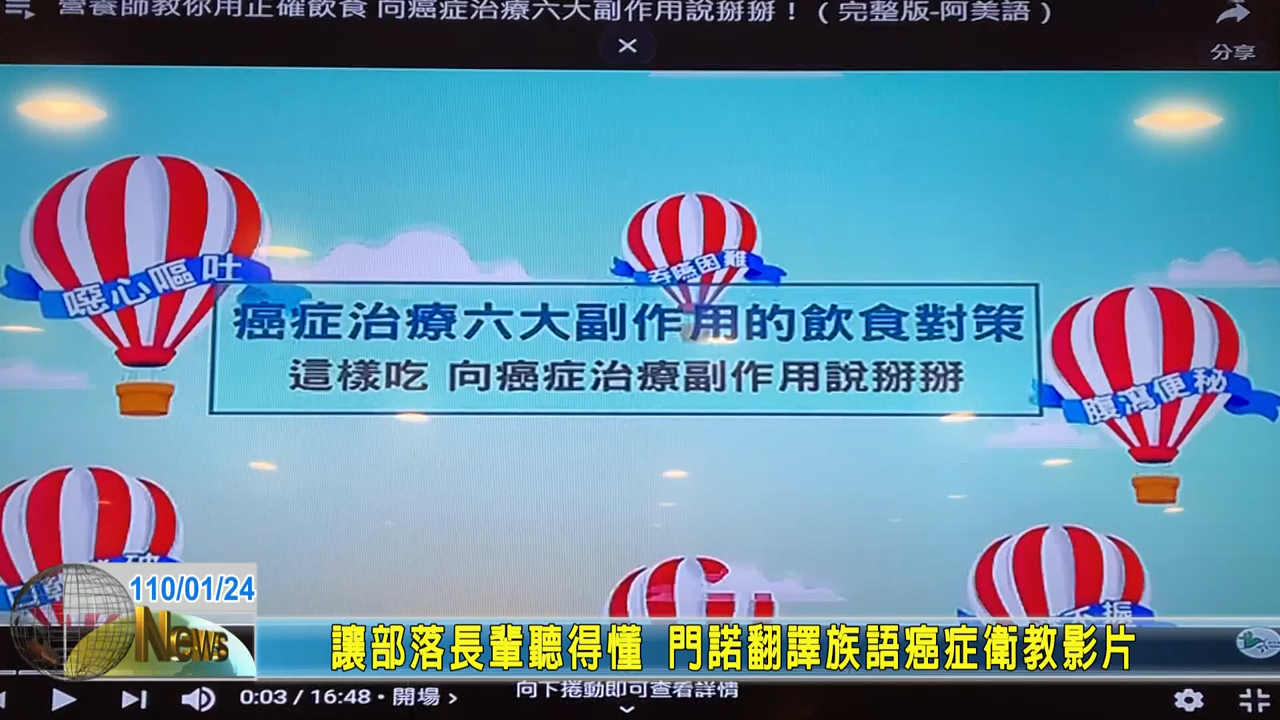 營養師教你用正確飲食 向癌症治療六大副作用說掰掰！（完整版-阿美語）
分享
噁心嘔吐
吞嚥困難
癌症治療六大副作用的飲食對策
這樣吃 向癌症治療副作用說掰掰
腹瀉便秘
不振
110/01/24
News
讓部落長輩聽得懂 門諾翻譯族語癌症衛教影片
0:03 / 16:48 • 開場 ›
向下捲動即可查看詳情